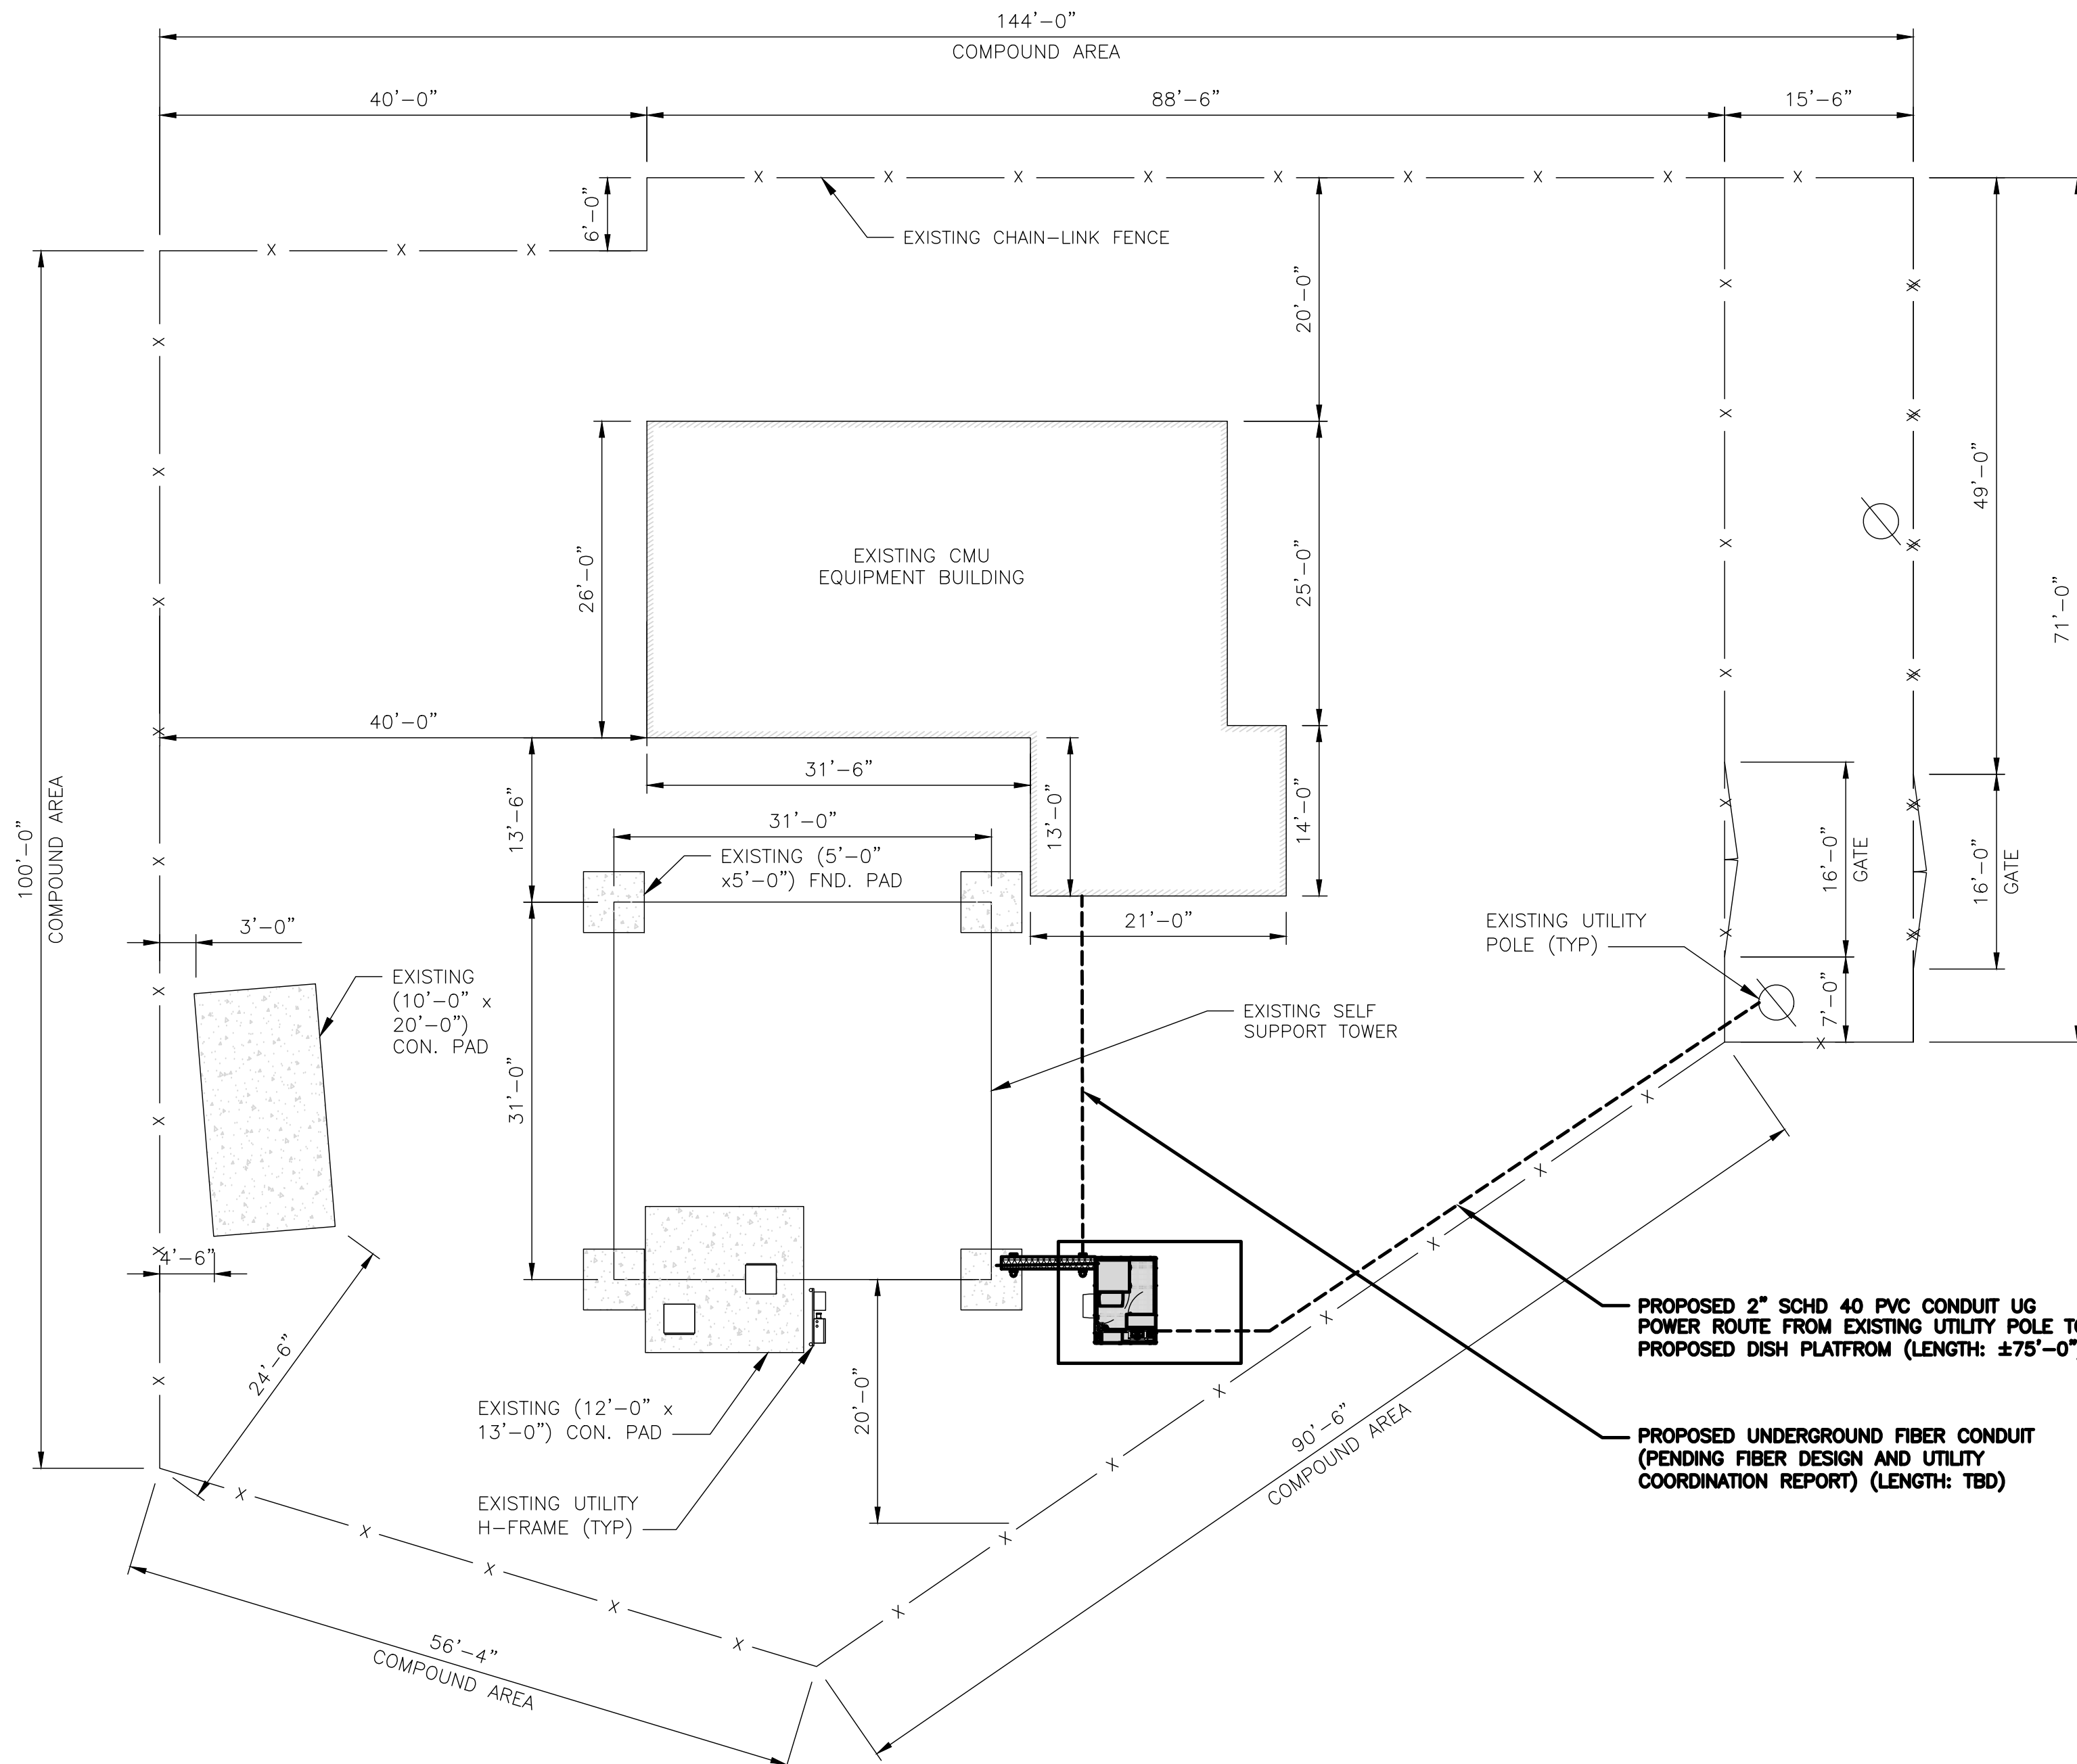 144'-0"
COMPOUND AREA
40'-0"
88'-6"
15'-6"
6'-0"
EXISTING CHAIN-LINK FENCE
20'-0"
49'-0"
71'-0"
26'-0"
EXISTING CMU
EQUIPMENT BUILDING
25'-0"
40'-0"
31'-6"
13'-6"
13'-0"
14'-0"
31'-0"
EXISTING (5'-0"
x5'-0") FND. PAD
16'-0"
GATE
16'-0"
GATE
100'-0"
COMPOUND AREA
3'-0"
21'-0"
EXISTING UTILITY
POLE (TYP)
EXISTING
(10'-0" x
20'-0")
CON. PAD
7'-0"
EXISTING SELF
SUPPORT TOWER
31'-0"
4'-6"
24'-6"
20'-0"
PROPOSED 2" SCHD 40 PVC CONDUIT UG
POWER ROUTE FROM EXISTING UTILITY POLE TO
PROPOSED DISH PLATFROM (LENGTH: ±75'-0"
EXISTING (12'-0" x
13'-0") CON. PAD
90'-6"
COMPOUND AREA
PROPOSED UNDERGROUND FIBER CONDUIT
(PENDING FIBER DESIGN AND UTILITY
COORDINATION REPORT) (LENGTH: TBD)
EXISTING UTILITY
H-FRAME (TYP)
56'-4"
COMPOUND AREA